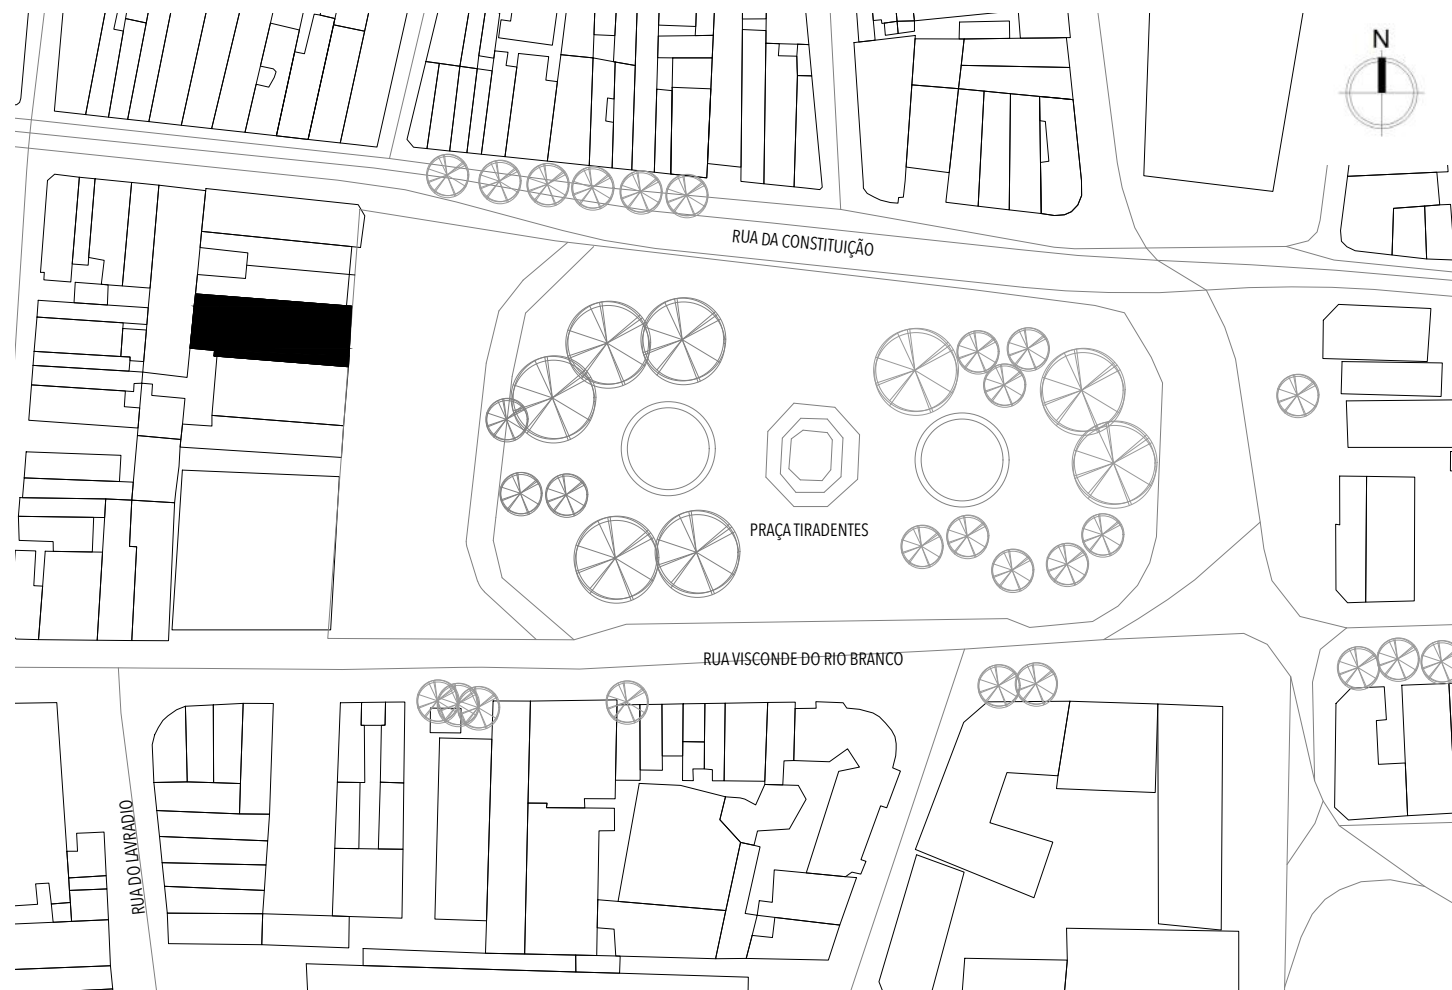 N
RUA DA CONSTITUIÇÃO
PRAÇA TIRADENTES
RUA VISCONDE DO RIO BRANCO
RUA DO LAVRADIO